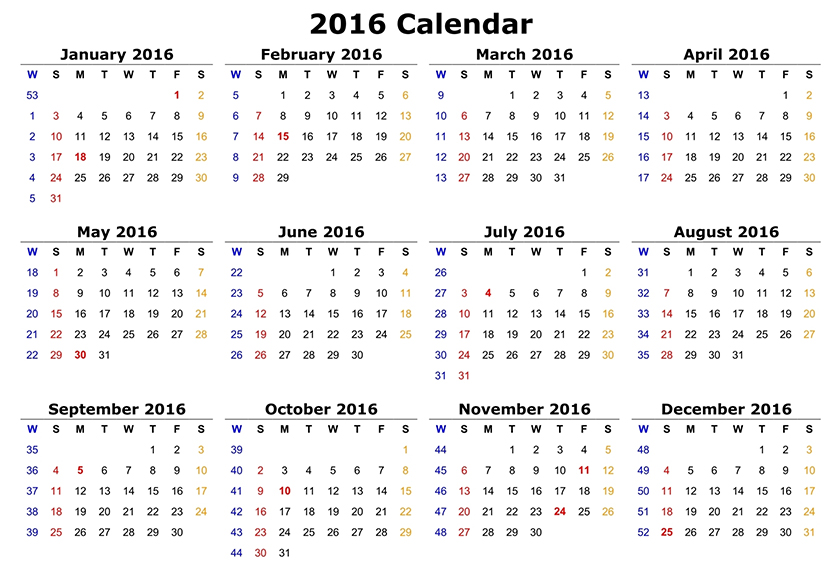 2016 Calendar
January 2016
W S M T W T F S
53 1 2
1 3 4 5 6 7 8 9
2 10 11 12 13 14 15 16
3 17 18 19 20 21 22 23
4 24 25 26 27 28 29 30
5 31
February 2016
W S M T W T F S
5 1 2 3 4 5 6
6 7 8 9 10 11 12 13
7 14 15 16 17 18 19 20
8 21 22 23 24 25 26 27
9 28 29
March 2016
W S M T W T F S
9 1 2 3 4 5
10 6 7 8 9 10 11 12
11 13 14 15 16 17 18 19
12 20 21 22 23 24 25 26
13 27 28 29 30 31
April 2016
W S M T W T F S
13 1 2
14 3 4 5 6 7 8 9
15 10 11 12 13 14 15 16
16 17 18 19 20 21 22 23
17 24 25 26 27 28 29 30
May 2016
W S M T W T F S
18 1 2 3 4 5 6 7
19 8 9 10 11 12 13 14
20 15 16 17 18 19 20 21
21 22 23 24 25 26 27 28
22 29 30 31
June 2016
W S M T W T F S
22 1 2 3 4
23 5 6 7 8 9 10 11
24 12 13 14 15 16 17 18
25 19 20 21 22 23 24 25
26 26 27 28 29 30
July 2016
W S M T W T F S
26 1 2
27 3 4 5 6 7 8 9
28 10 11 12 13 14 15 16
29 17 18 19 20 21 22 23
30 24 25 26 27 28 29 30
31 31
August 2016
W S M T W T F S
31 1 2 3 4 5 6
32 7 8 9 10 11 12 13
33 14 15 16 17 18 19 20
34 21 22 23 24 25 26 27
35 28 29 30 31
September 2016
W S M T W T F S
35 1 2 3
36 4 5 6 7 8 9 10
37 11 12 13 14 15 16 17
38 18 19 20 21 22 23 24
39 25 26 27 28 29 30
October 2016
W S M T W T F S
39 1
40 2 3 4 5 6 7 8
41 9 10 11 12 13 14 15
42 16 17 18 19 20 21 22
43 23 24 25 26 27 28 29
44 30 31
November 2016
W S M T W T F S
44 1 2 3 4 5
45 6 7 8 9 10 11 12
46 13 14 15 16 17 18 19
47 20 21 22 23 24 25 26
48 27 28 29 30
December 2016
W S M T W T F S
48 1 2 3
49 4 5 6 7 8 9 10
50 11 12 13 14 15 16 17
51 18 19 20 21 22 23 24
52 25 26 27 28 29 30 31